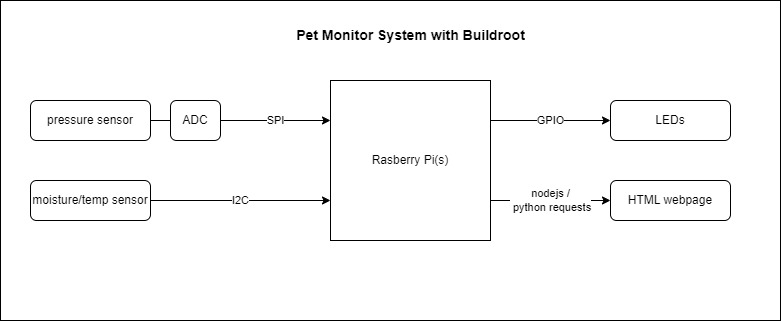 Pet Monitor System with Buildroot
pressure sensor
ADC
SPI
GPIO
LEDs
Rasberry Pi(s)
moisture/temp sensor
I2C
nodejs /
python requests
HTML webpage